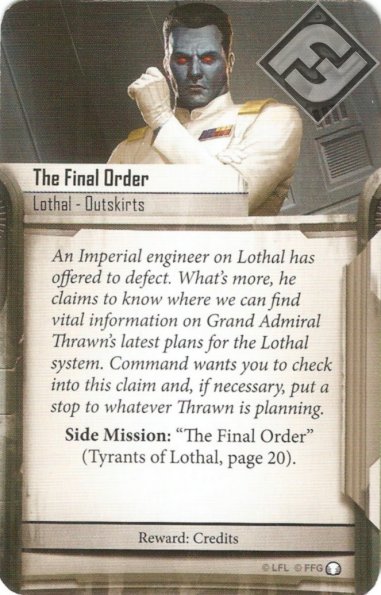 The Final Order
Lothal - Outskirts
An Imperial engineer on Lothal has
offered to defect. What's more, he
claims to know where we can find
vital information on Grand Admiral
Thrawn's latest plans for the Lothal
system. Command wants you to check
into this claim and, if necessary, put a
stop to whatever Thrawn is planning.
Side Mission: “The Final Order”
(Tyrants of Lothal, page 20).
Reward: Credits
© LFL © FFG